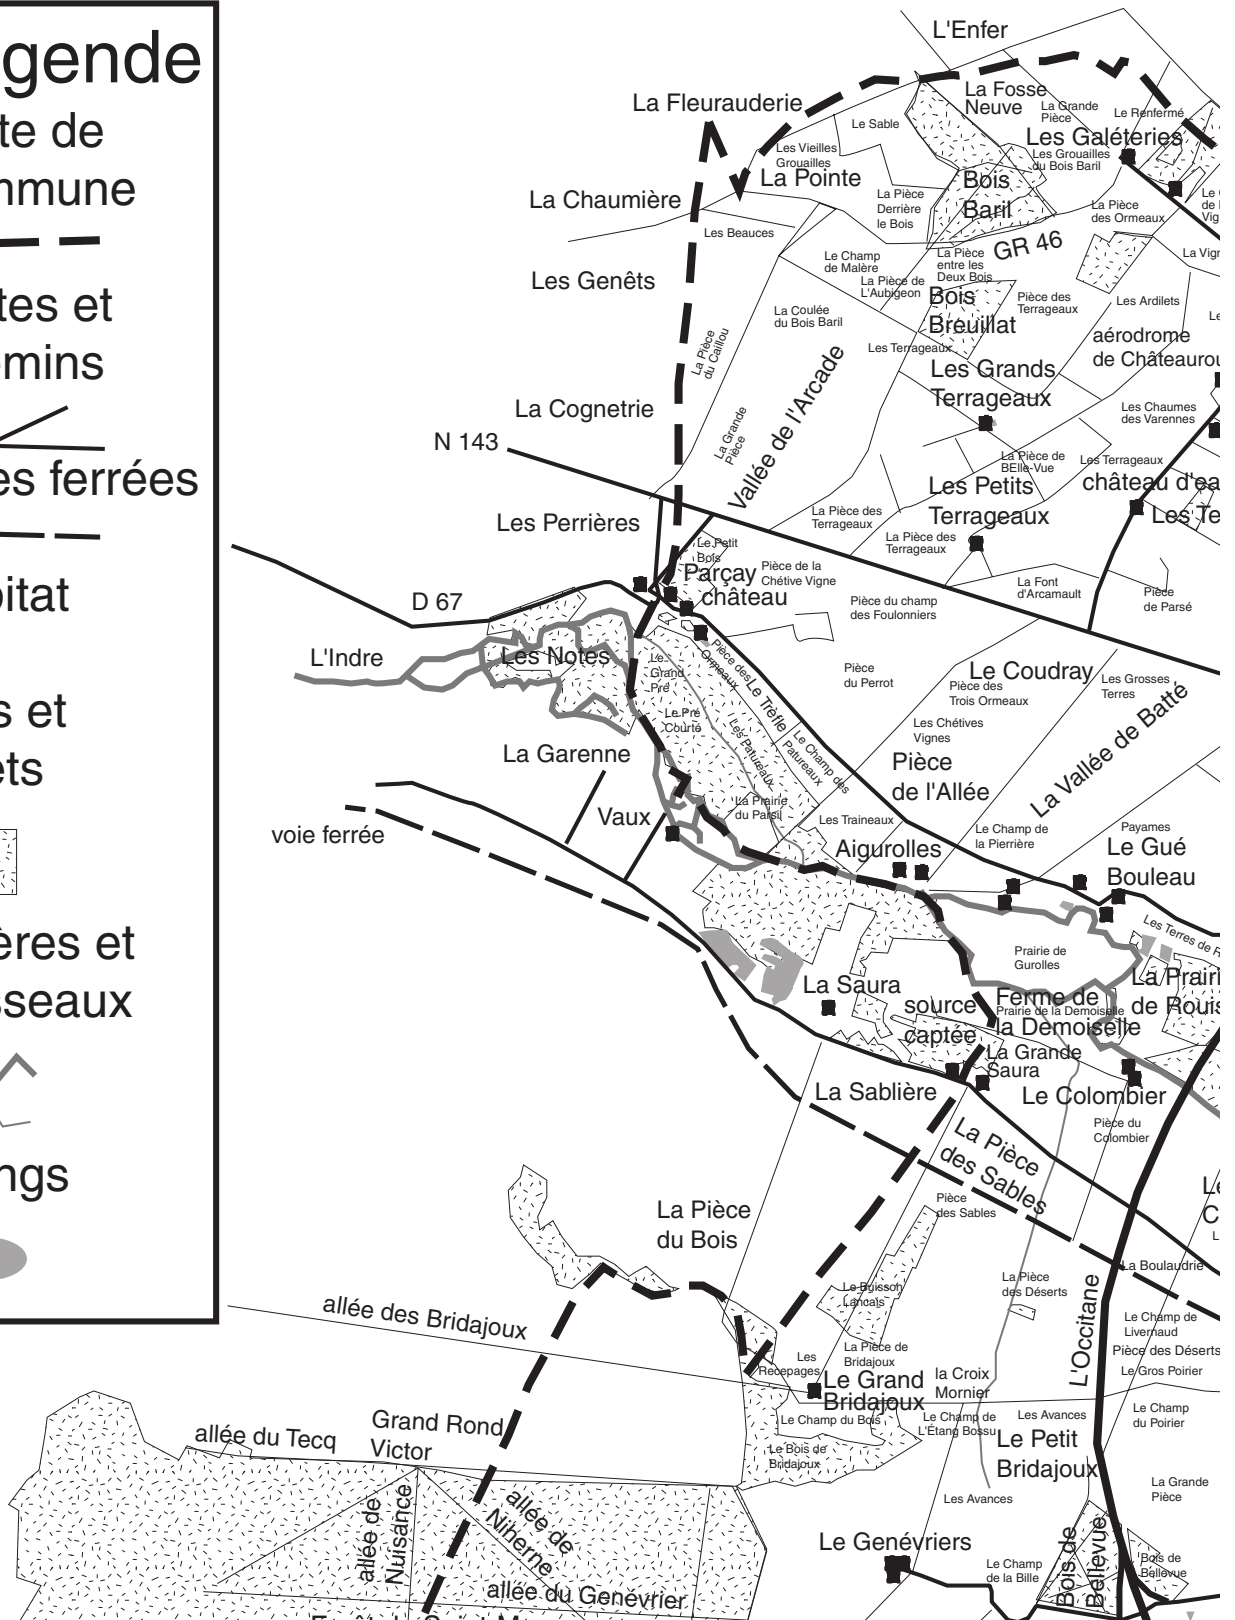 gende
te de
mmune
tes et
emins
es ferrées
bitat
s et
ets
ères et
sseaux
ngs
L'Enfer
La Fleurauderie
La Fosse
Neuve
La Grande
Pièce
Le Renfermé
Le Sable
Les Galéteries
Les Vieilles
Grouailles
Les Grouailles
du Bois Baril
La Pointe
Bois
Baril
La Chaumière
La Pièce
Derrière
le Bois
La Pièce
des Ormeaux
Les Beauces
GR 46
La Vigr
Le Champ
de Malère
La Pièce
entre les
Deux Bois
Les Genêts
La Pièce de
L'Aubigeon
Bois
Breuillat
Pièce des
Terrageaux
Les Ardilets
La Coulée
du Bois Baril
La Pièce
du Caillou
Les Terrageaux
aérodrome
de Châteaurou
Vallée de l'Arcade
Les Grands
Terrageaux
La Cognetrie
Les Chaumes
des Varennes
La Grande
Pièce
N 143
La Pièce de
BElle-Vue
Les Terrageaux
Les Petits
Terrageaux
château d'ea
Les Te
Les Perrières
La Pièce des
Terrageaux
La Pièce des
Terrageaux
Le Petit
Bois
Parçay
château
Pièce de la
Chétive Vigne
La Font
d'Arcamault
Pièce
de Parsé
D 67
Pièce du champ
des Foulonniers
L'Indre
Les Notes
Le
Grand
Pré
Pièce des
Ormeaux
Le Trèfle
Pièce
du Perrot
Le Coudray
Pièce des
Trois Ormeaux
Les Grosses
Terres
Le Pré
Courte
Les Patureaux
Le Champ des
Patureaux
Les Chétives
Vignes
La Vallée de Batté
La Garenne
Pièce
de l'Allée
Vaux
La Prairie
du Parsil
Les Traineaux
voie ferrée
Le Champ de
la Pierrière
Payames
Aigurolles
Le Gué
Bouleau
Les Terres de R
Prairie de
Gurolles
La Saura
La Prairi
de Rouis
source
captée
Ferme de
Prairie de la Demoiselle
la Demoiselle
La Grande
Saura
La Sablière
Le Colombier
Pièce du
Colombier
La Pièce
des Sables
Pièce
des Sables
La Pièce
du Bois
La Boulaudrie
Le Buisson
Lancais
La Pièce
des Déserts
L'Occitane
allée des Bridajoux
Le Champ de
Livernaud
Pièce des Déserts
Le Gros Poirier
Les
Recepages
La Pièce de
Bridajoux
Le Grand
Bridajoux
la Croix
Mornier
Le Champ du Bois
Le Champ de
L'Étang Bossu
Les Avances
Le Champ
du Poirier
Grand Rond
Victor
allée du Tecq
Le Bois de
Bridajoux
Le Petit
Bridajoux
Les Avances
La Grande
Pièce
allée de
Nuisance
allée de
Niherne
Le Genévriers
Le Champ
de la Bille
Bois de
Bellevue
Bois de
Bellevue
allée du Genévrier